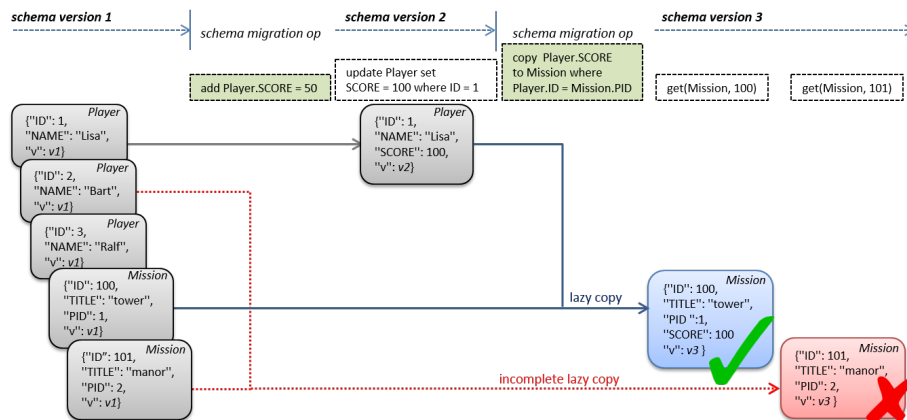 schema version 1
schema version 2
schema version 3
schema migration op
schema migration op
add Player.SCORE = 50
update Player set
SCORE = 100 where ID = 1
copy Player.SCORE
to Mission where
Player.ID = Mission.PID
get(Mission, 100)
get(Mission, 101)
Player
{"ID": 1,
"NAME": "Lisa",
"v": v1}
Player
{"ID": 1,
"NAME": "Lisa",
"SCORE": 100,
"v": v2}
Player
{"ID": 2,
"NAME": "Bart",
"v": v1}
Player
{"ID": 3,
"NAME": "Ralf",
"v": v1}
Mission
{"ID": 100,
"TITLE": "tower",
"PID": 1,
"v": v1}
lazy copy
Mission
{"ID": 100,
"TITLE": "tower",
"PID ":1,
"SCORE": 100
"v": v3 }
Mission
{"ID": 101,
"TITLE": "manor",
"PID": 2,
"v": v1}
incomplete lazy copy
Mission
{"ID": 101,
"TITLE": "manor",
"PID": 2,
"v": v3 }